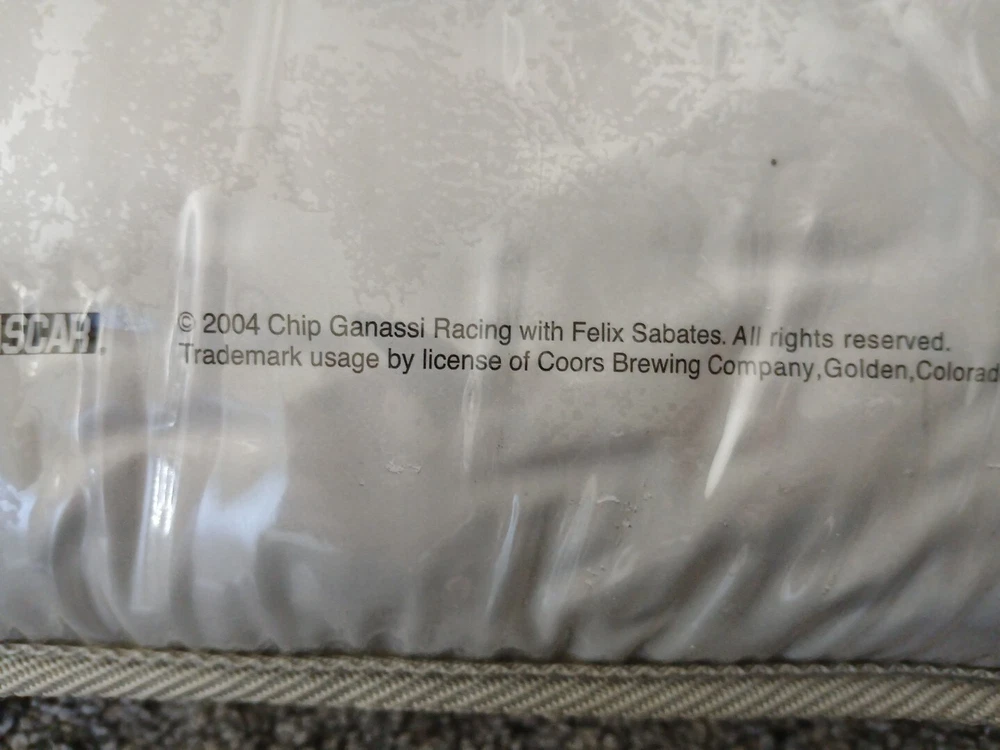 SCAR
© 2004 Chip Ganassi Racing with Felix Sabates. All rights reserved.
Trademark usage by license of Coors Brewing Company,Golden,Colorad